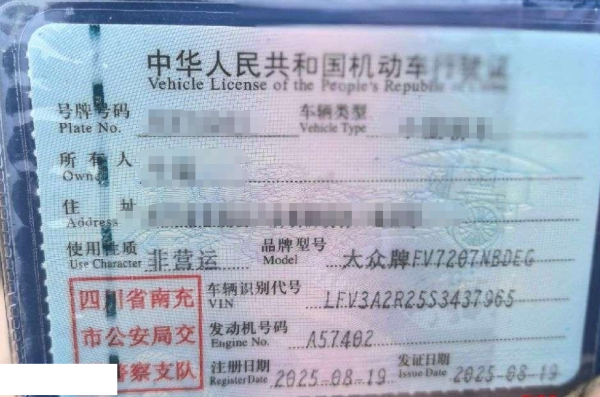 中华人民共和国机动车行驶证
Vehicle License of the People's Republic of China
号牌号码
Plate No.
车辆类型
Vehicle Type
所有人
Owner
住址
Address
使用性质
Use Character
非营运
品牌型号
Model
大众牌FV7207NBDEG
四川省南充
市公安局交
警察支队
车辆识别代号
VIN
LFV3A2R25S3437965
发动机号码
Engine No.
A57402
注册日期
Register Date
2025-08-19
发证日期
Issue Date
2025-08-19